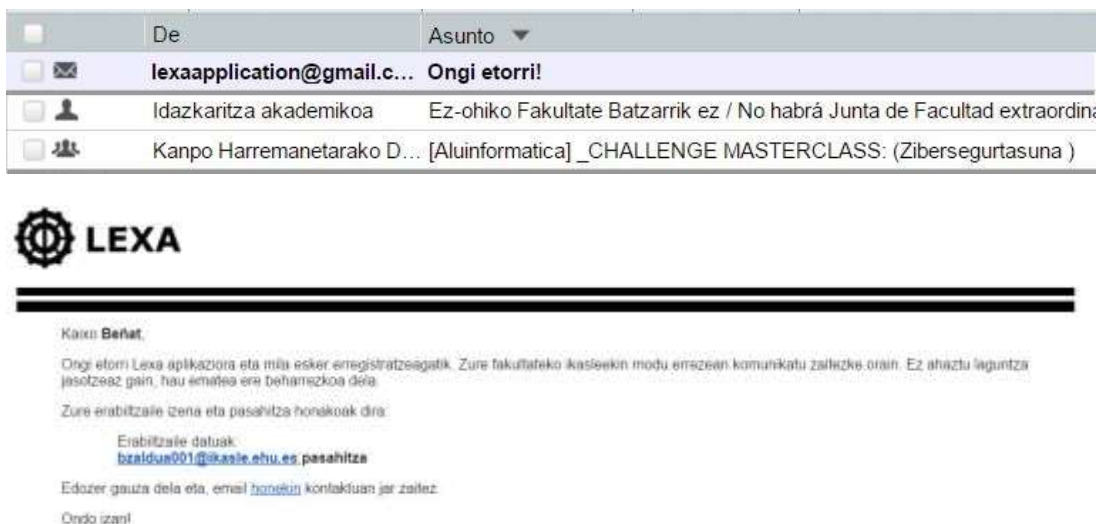 De Asunto
lexaapplication@gmail.c... Ongi etorri!
Idazkaritza akademikoa Ez-ohiko Fakultate Batzarrik ez / No habrá Junta de Facultad extraordina
Kanpo Harremanetarako D... [Aluinformatica] _CHALLENGE MASTERCLASS: (Zibersegurtasuna )
LEXA
Kaixo Beñat,
Ongi etorri Lexa aplikaziora eta mila esker erregistratzeagatik. Zure fakultateko ikasleekin modu errezean komunikatu zaitezke orain. Ez ahaztu laguntza
jasotzeaz gain, hau ematea ere beharrezkoa dela.
Zure erabiltzaile izena eta pasahitza honakoak dira:
Erabiltzaile datuak:
bzaldua001@ikasle.ehu.es pasahitza
Edozer gauza dela eta, email honekin kontaktuan jar zaitez.
Ondo izan!